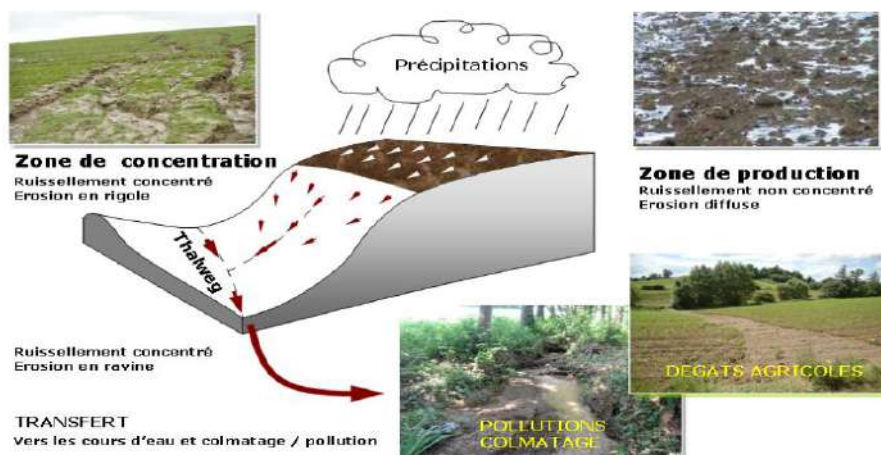 Précipitations
Zone de concentration
Ruissellement concentré
Erosion en rigole
Zone de production
Ruissellement non concentré
Erosion diffuse
Thalweg
DEGATS AGRICOLES
Ruissellement concentré
Erosion en ravine
POLLUTIONS
COLMATAGE
TRANSFERT
Vers les cours d'eau et colmatage / pollution